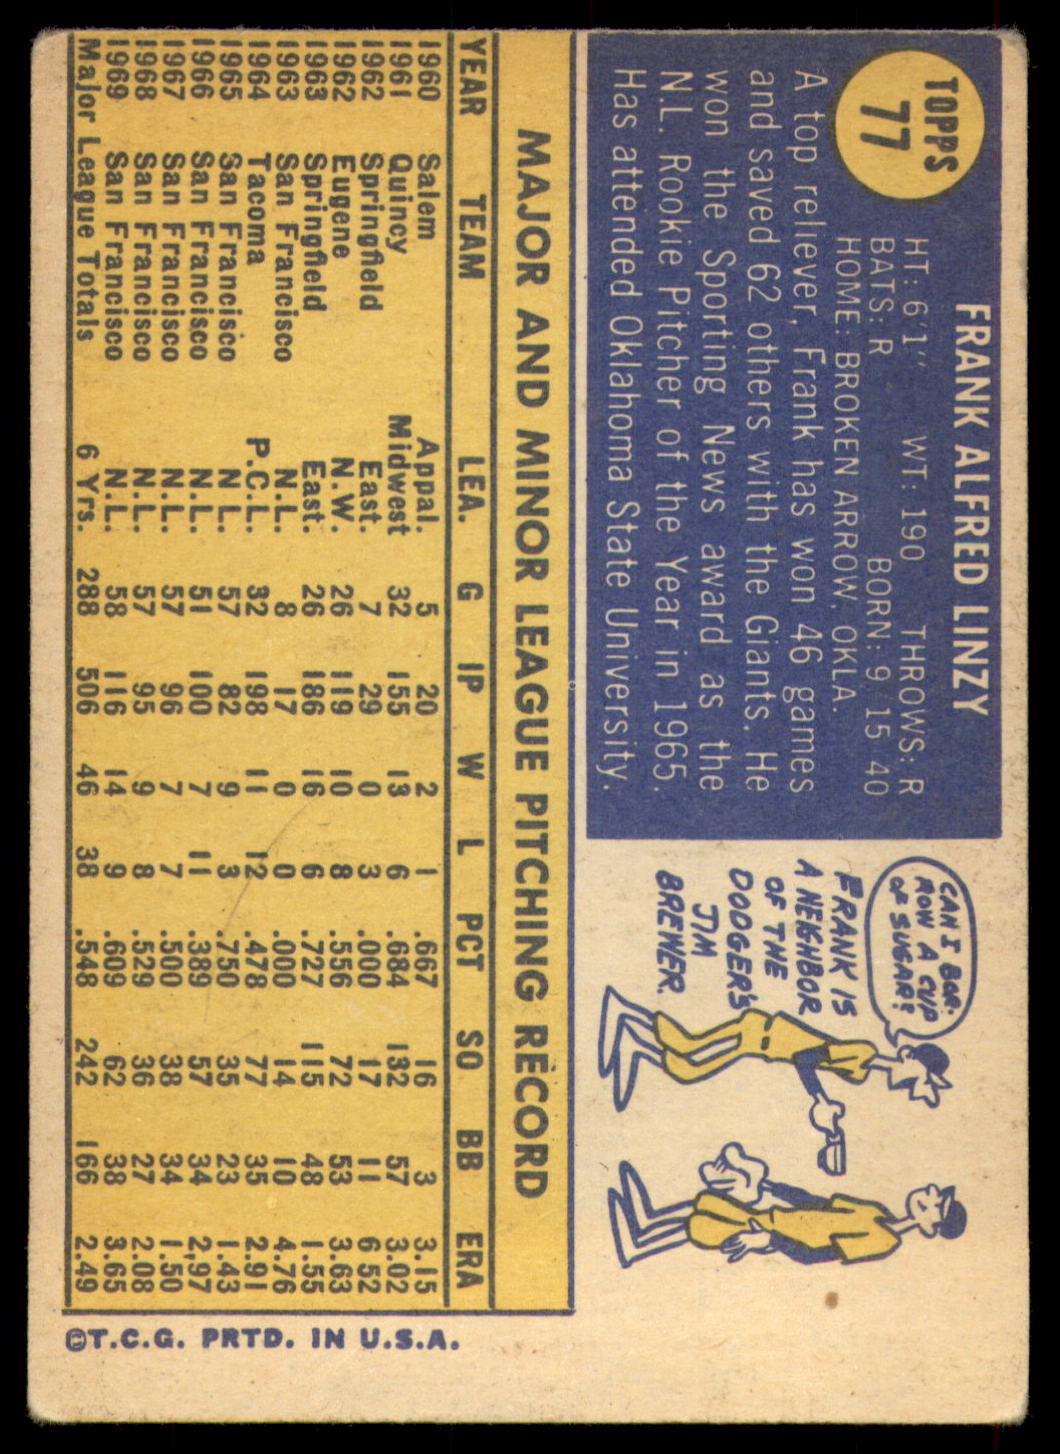 TOPPS
77
FRANK ALFRED LINZY
HT: 6'1" WT: 190 THROWS: R
BATS: R BORN: 9/15/40
HOME: BROKEN ARROW, OKLA.
A top reliever, Frank has won 46 games
and saved 62 others with the Giants. He
won the Sporting News award as the
N.L. Rookie Pitcher of the Year in 1965.
Has attended Oklahoma State University.
CAN I BOR-
ROW A CUP
OF SUGAR?
FRANK IS
A NEIGHBOR
OF THE
DODGER'S
JIM
BREWER.
MAJOR AND MINOR LEAGUE PITCHING RECORD
YEAR TEAM LEA. G IP W L PCT SO BB ERA
1960 Salem Appal. 5 20 2 1 .667 16 3 3.15
1961 Quincy Midwest 32 155 13 6 .684 132 57 3.02
1962 Springfield East. 7 29 0 3 .000 17 11 6.52
1962 Eugene N.W. 26 119 10 8 .556 72 53 3.63
1963 Springfield East. 26 186 16 6 .727 115 48 1.55
1963 San Francisco N.L. 8 17 0 0 .000 14 10 4.76
1964 Tacoma P.C.L. 32 198 11 12 .478 77 35 2.91
1965 San Francisco N.L. 57 82 9 3 .750 35 23 1.43
1966 San Francisco N.L. 51 100 7 11 .389 57 34 2.97
1967 San Francisco N.L. 57 96 7 7 .500 38 34 1.50
1968 San Francisco N.L. 57 95 9 8 .529 36 27 2.08
1969 San Francisco N.L. 58 116 14 9 .609 62 38 3.65
Major League Totals 6 Yrs. 288 506 46 38 .548 242 166 2.49
©T.C.G. PRTD. IN U.S.A.